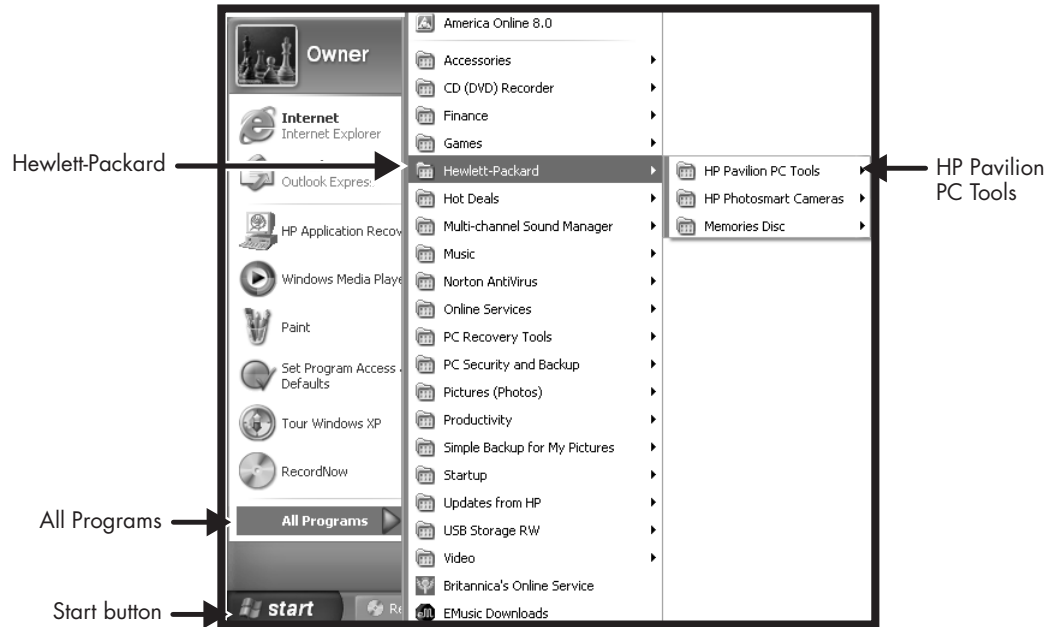 Hewlett-Packard
All Programs
Start button
Owner
Internet
Internet Explorer
Outlook Expres
HP Application Recov
Windows Media Playe
Paint
Set Program Access
Defaults
Tour Windows XP
RecordNow
All Programs
start
Re
America Online 8.0
Accessories
CD (DVD) Recorder
Finance
Games
Hewlett-Packard
Hot Deals
Multi-channel Sound Manager
Music
Norton AntiVirus
Online Services
PC Recovery Tools
PC Security and Backup
Pictures (Photos)
Productivity
Simple Backup for My Pictures
Startup
Updates from HP
USB Storage RW
Video
Britannica's Online Service
EMusic Downloads
HP Pavilion PC Tools
HP Photosmart Cameras
Memories Disc
HP Pavilion
PC Tools